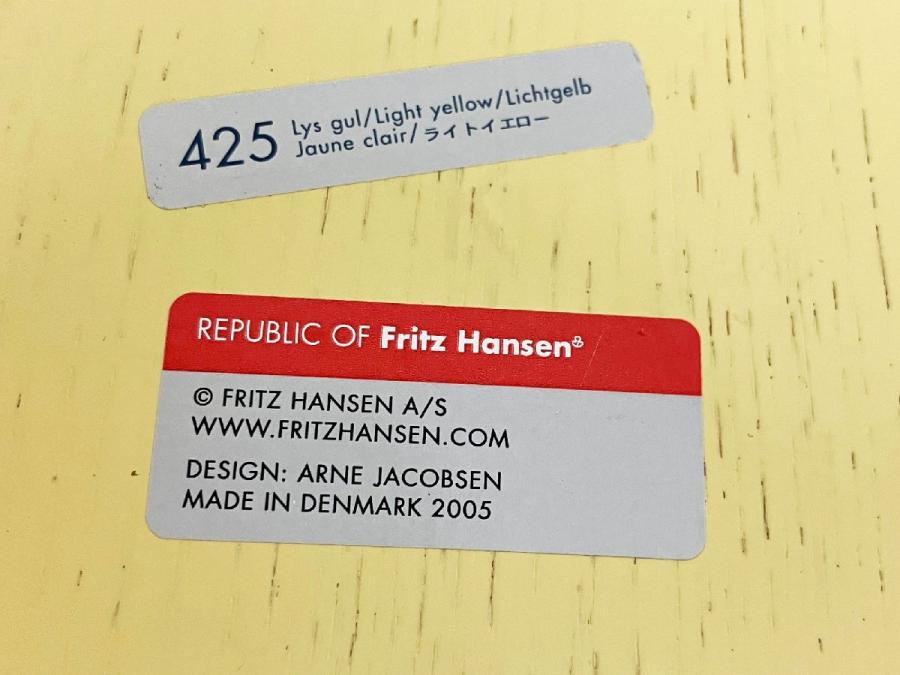 425 Lys gul/Light yellow/Lichtgelb
Jaune clair/ライトイエロー
REPUBLIC OF Fritz Hansen
© FRITZ HANSEN A/S
WWW.FRITZHANSEN.COM
DESIGN: ARNE JACOBSEN
MADE IN DENMARK 2005